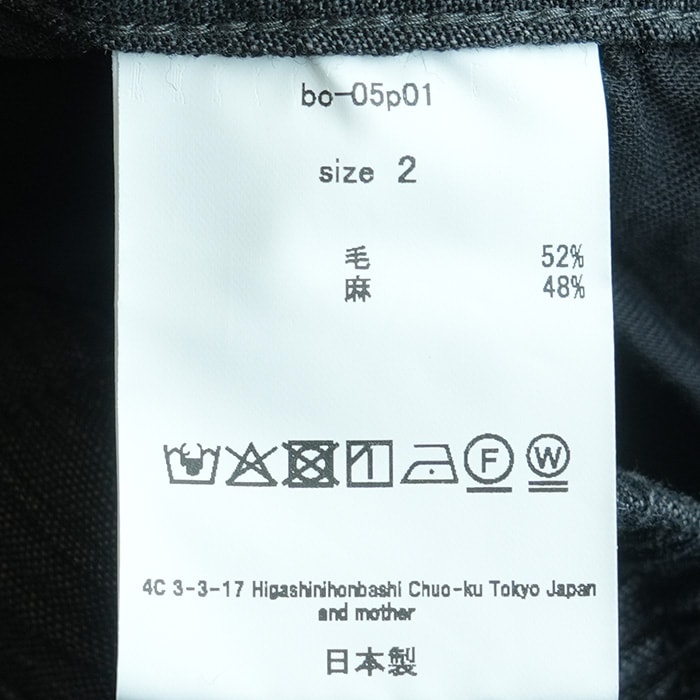 bo-05p01
size 2
毛 52%
麻 48%
F W
4C 3-3-17 Higashinihonbashi Chuo-ku Tokyo Japan
and mother
日本製